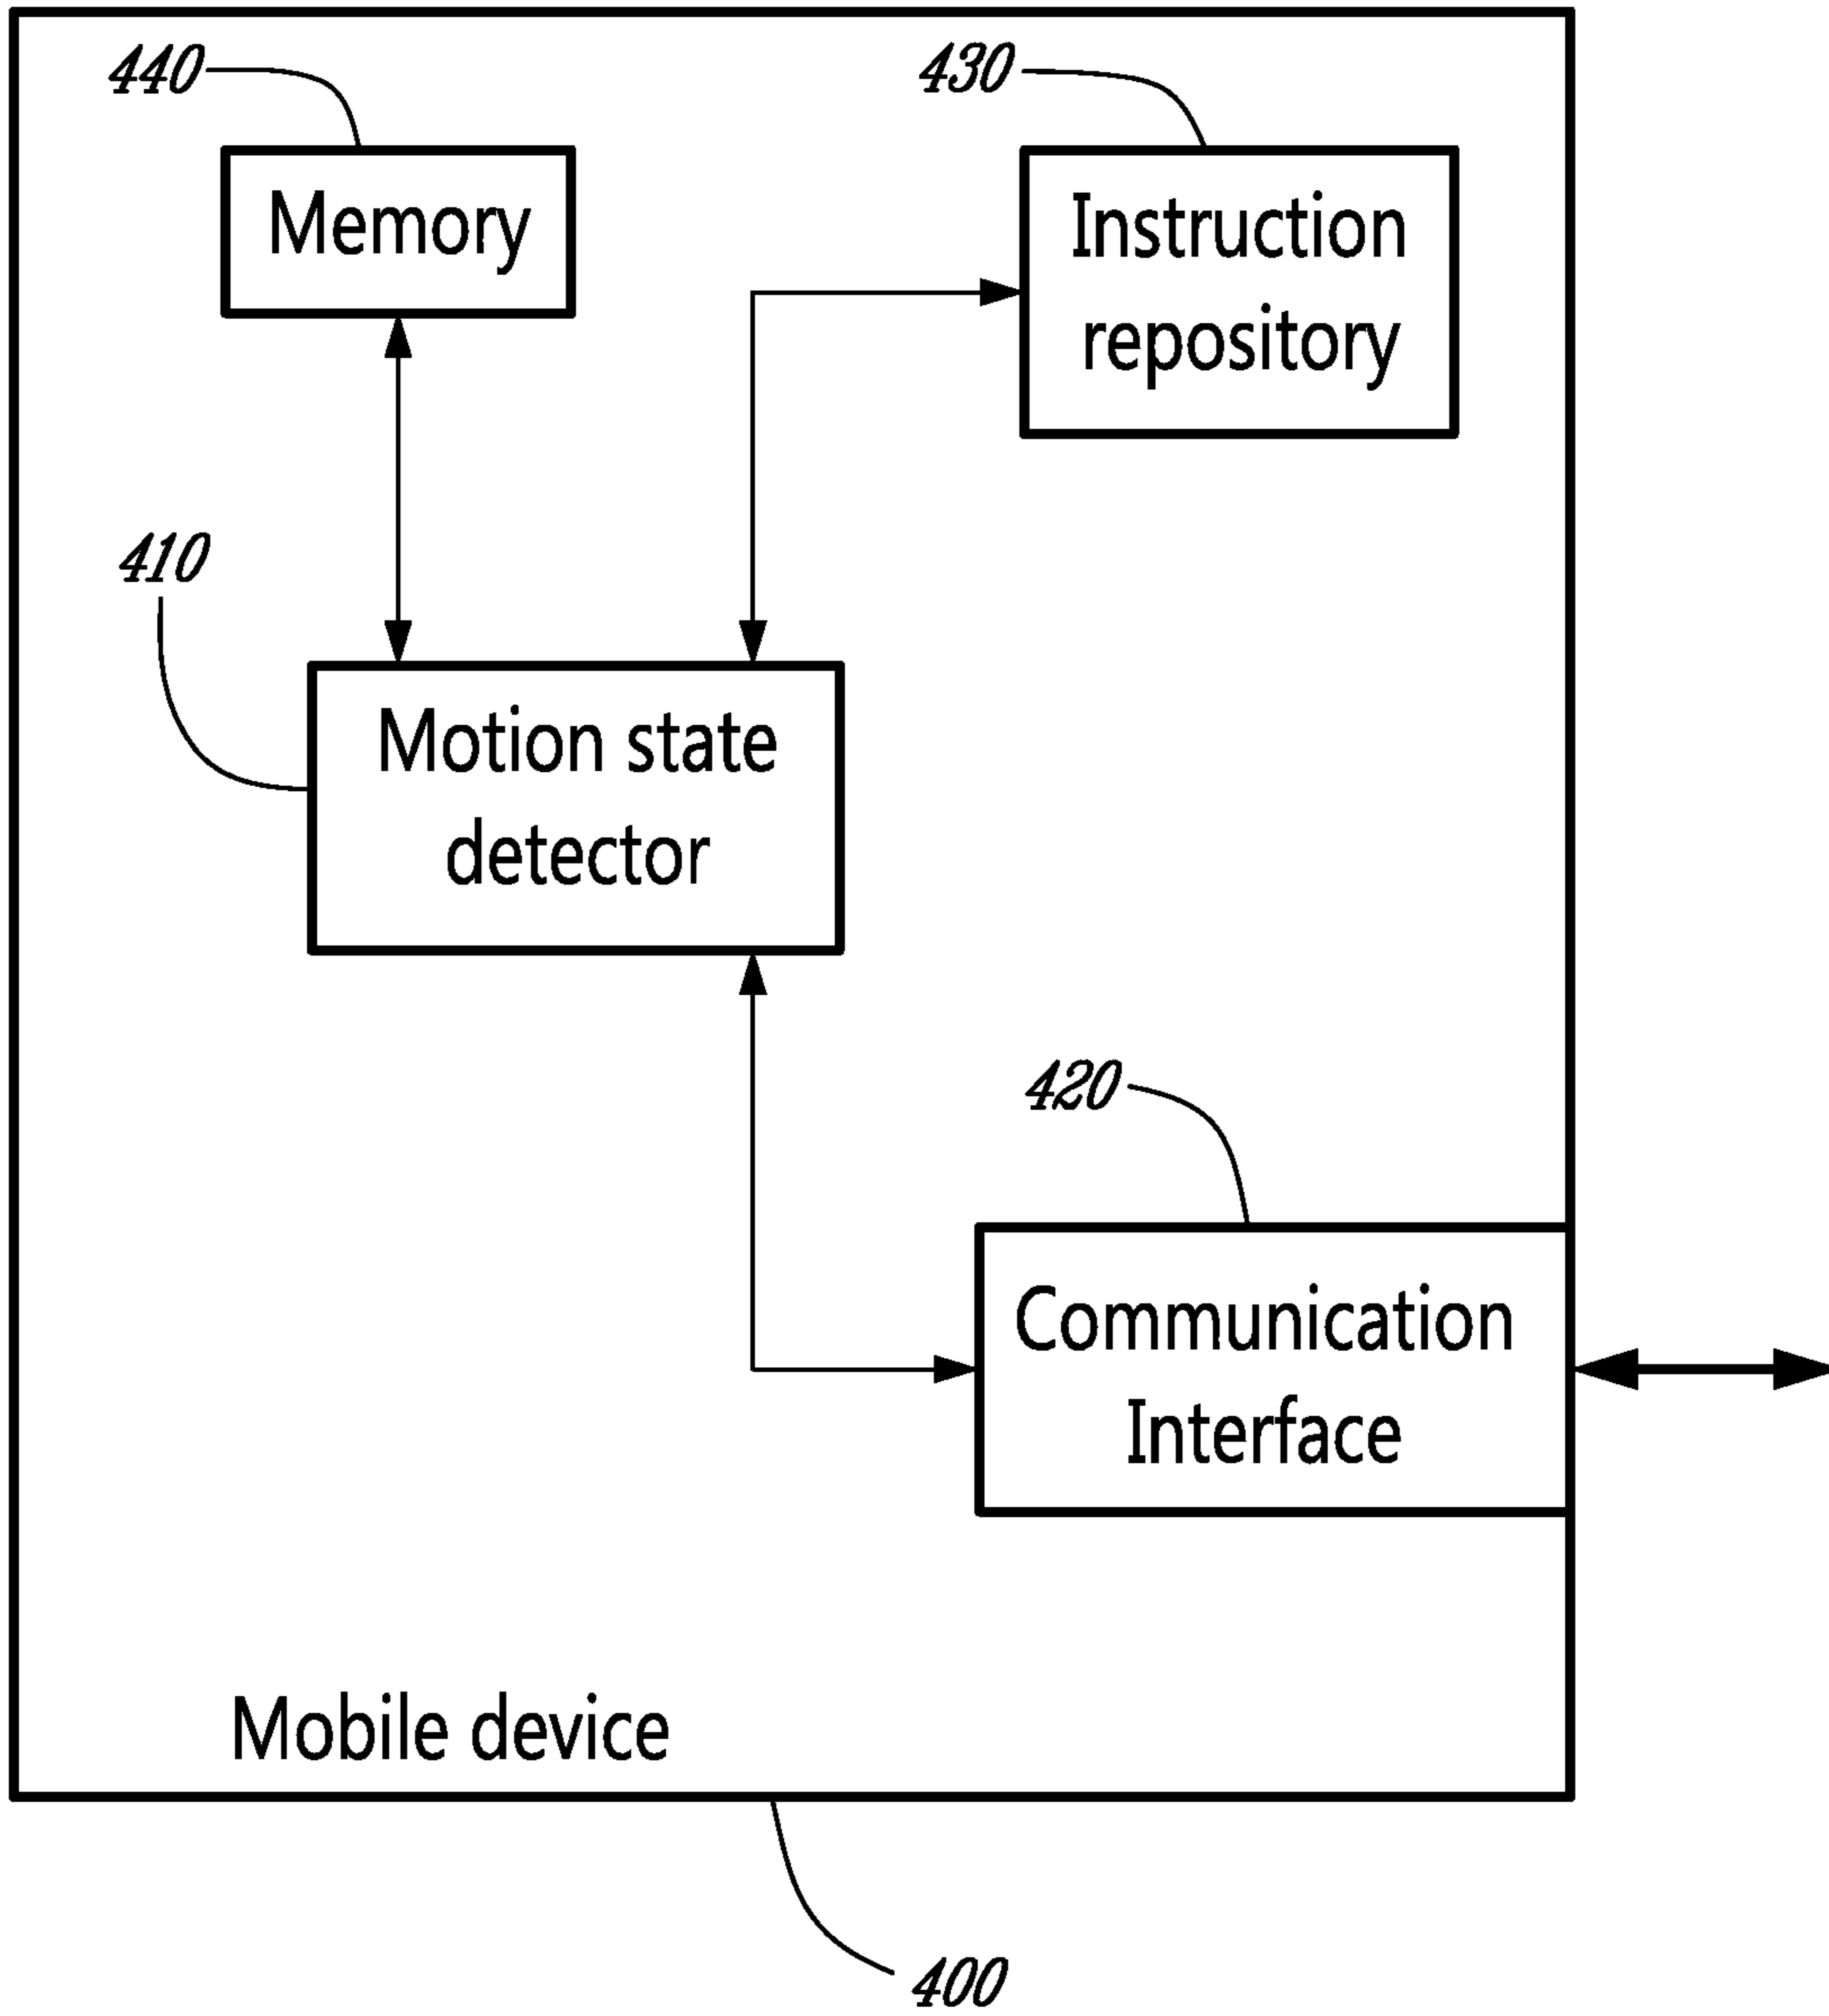 440
430
Memory
Instruction
repository
410
Motion state
detector
420
Communication
Interface
Mobile device
400